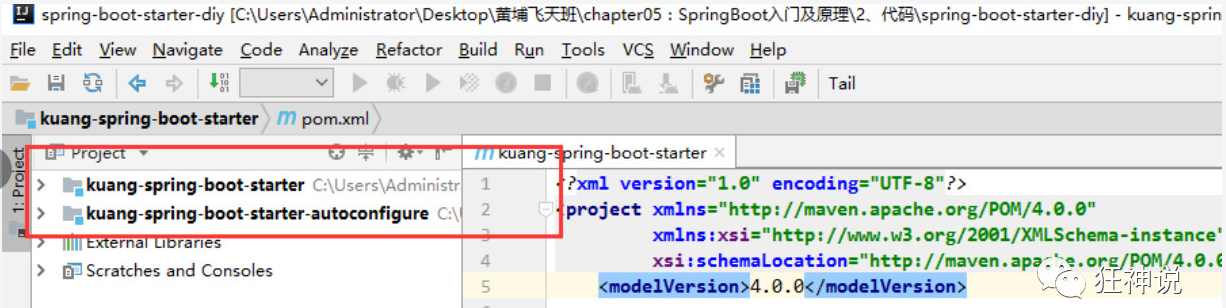 spring-boot-starter-diy [C:\Users\Administrator\Desktop\黄埔飞天班\chapter05：SpringBoot入门及原理\2、代码\spring-boot-starter-diy] - kuang-sprin
File Edit View Navigate Code Analyze Refactor Build Run Tools VCS Window Help
Tail
kuang-spring-boot-starter pom.xml
1: Project
Project
kuang-spring-boot-starter
kuang-spring-boot-starter C:\Users\Administra
kuang-spring-boot-starter-autoconfigure C:\
External Libraries
Scratches and Consoles
1 <?xml version="1.0" encoding="UTF-8"?>
2 <project xmlns="http://maven.apache.org/POM/4.0.0"
3 xmlns:xsi="http://www.w3.org/2001/XMLSchema-instance"
4 xsi:schemaLocation="http://maven.apache.org/POM/4.0.0
5 <modelVersion>4.0.0</modelVersion>
狂神说